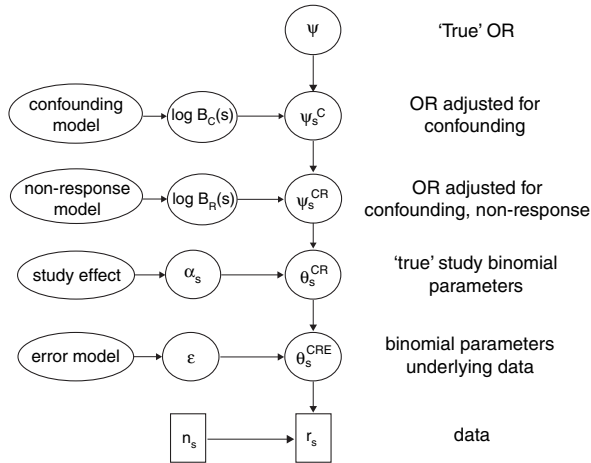 ψ 'True' OR
confounding model log B_C(s) ψ_s^C OR adjusted for confounding
non-response model log B_R(s) ψ_s^CR OR adjusted for confounding, non-response
study effect α_s θ_s^CR 'true' study binomial parameters
error model ε θ_s^CRE binomial parameters underlying data
n_s r_s data